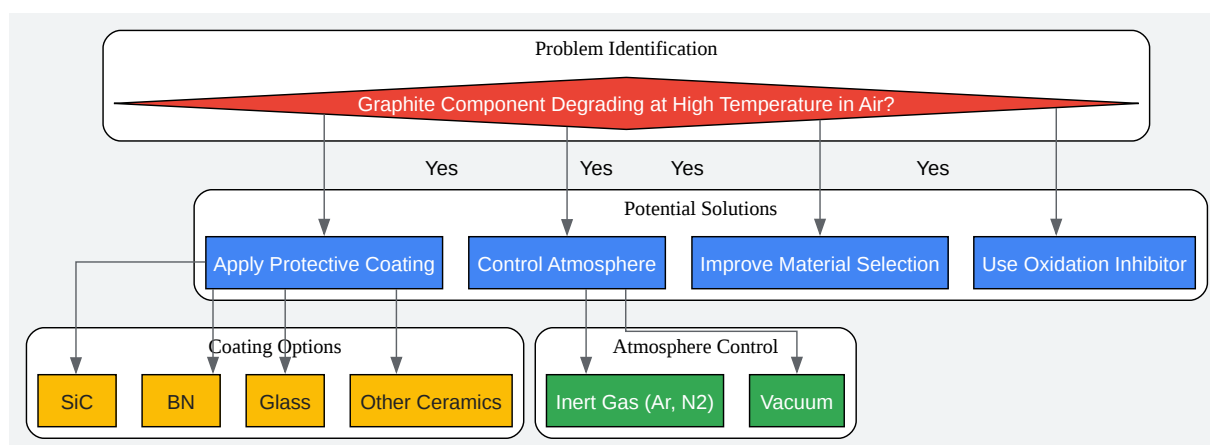 Problem Identification
Graphite Component Degrading at High Temperature in Air?
Yes
Yes
Yes
Yes
Potential Solutions
Apply Protective Coating
Control Atmosphere
Improve Material Selection
Use Oxidation Inhibitor
Coating Options
SiC
BN
Glass
Other Ceramics
Atmosphere Control
Inert Gas (Ar, N2)
Vacuum